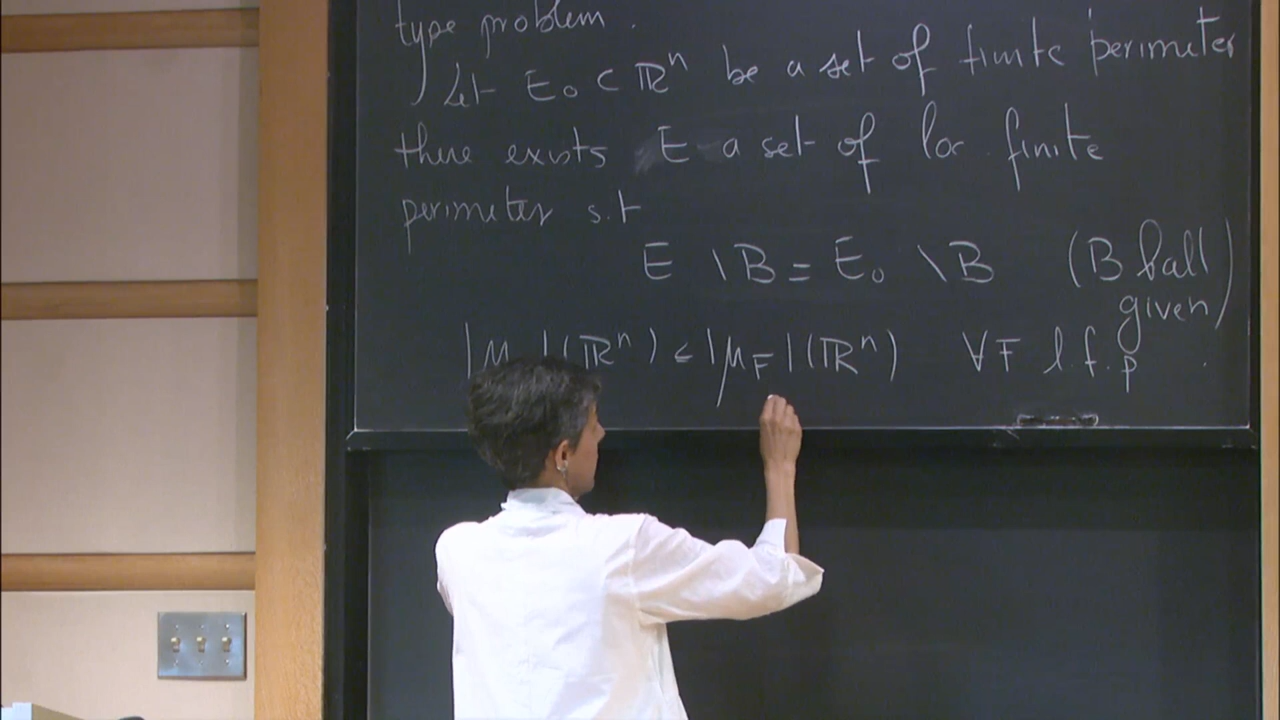 type problem.
Let E₀ ⊂ ℝⁿ be a set of finite perimeter
there exists E a set of loc. finite
perimeter s.t
E \ B = E₀ \ B (B ball given)
|μ |(ℝⁿ) ≤ |μ_F|(ℝⁿ) ∀F l.f.p.